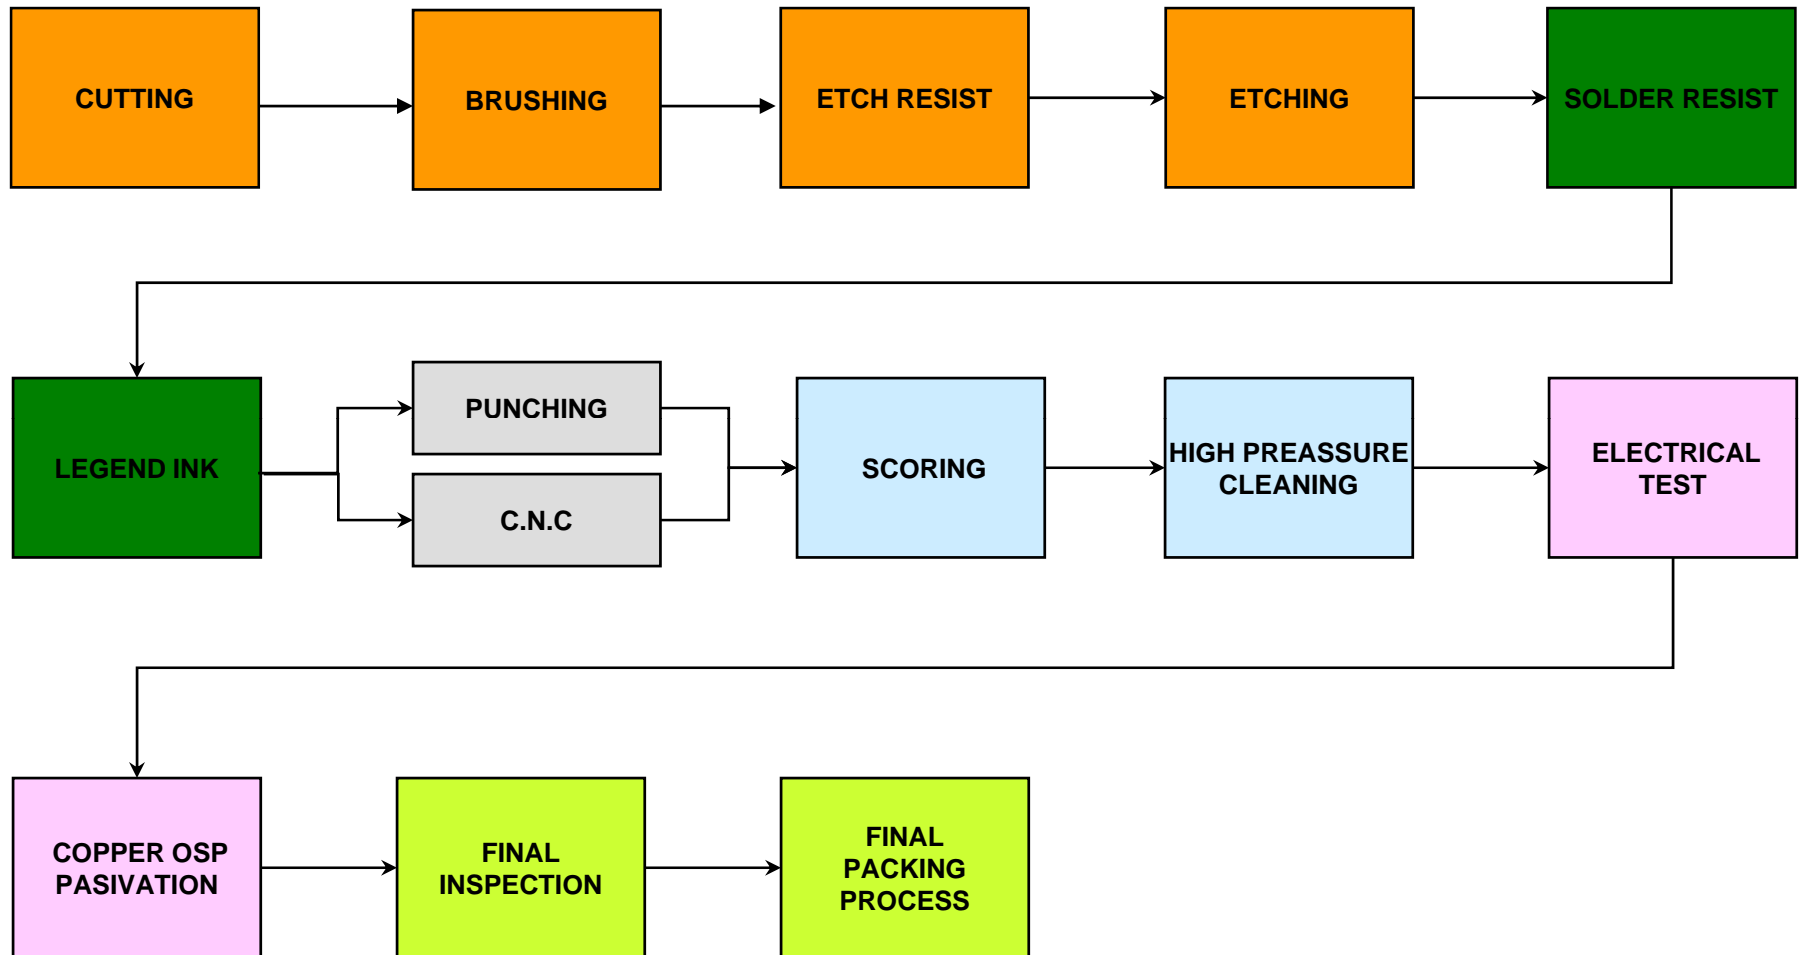 CUTTING
BRUSHING
ETCH RESIST
ETCHING
SOLDER RESIST
LEGEND INK
PUNCHING
C.N.C
SCORING
HIGH PREASSURE
CLEANING
ELECTRICAL
TEST
COPPER OSP
PASIVATION
FINAL
INSPECTION
FINAL
PACKING
PROCESS